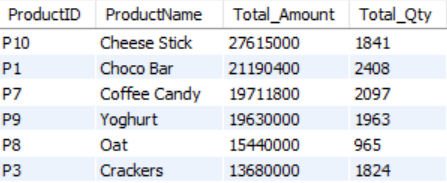 ProductID ProductName Total_Amount Total_Qty
P10 Cheese Stick 27615000 1841
P1 Choco Bar 21190400 2408
P7 Coffee Candy 19711800 2097
P9 Yoghurt 19630000 1963
P8 Oat 15440000 965
P3 Crackers 13680000 1824